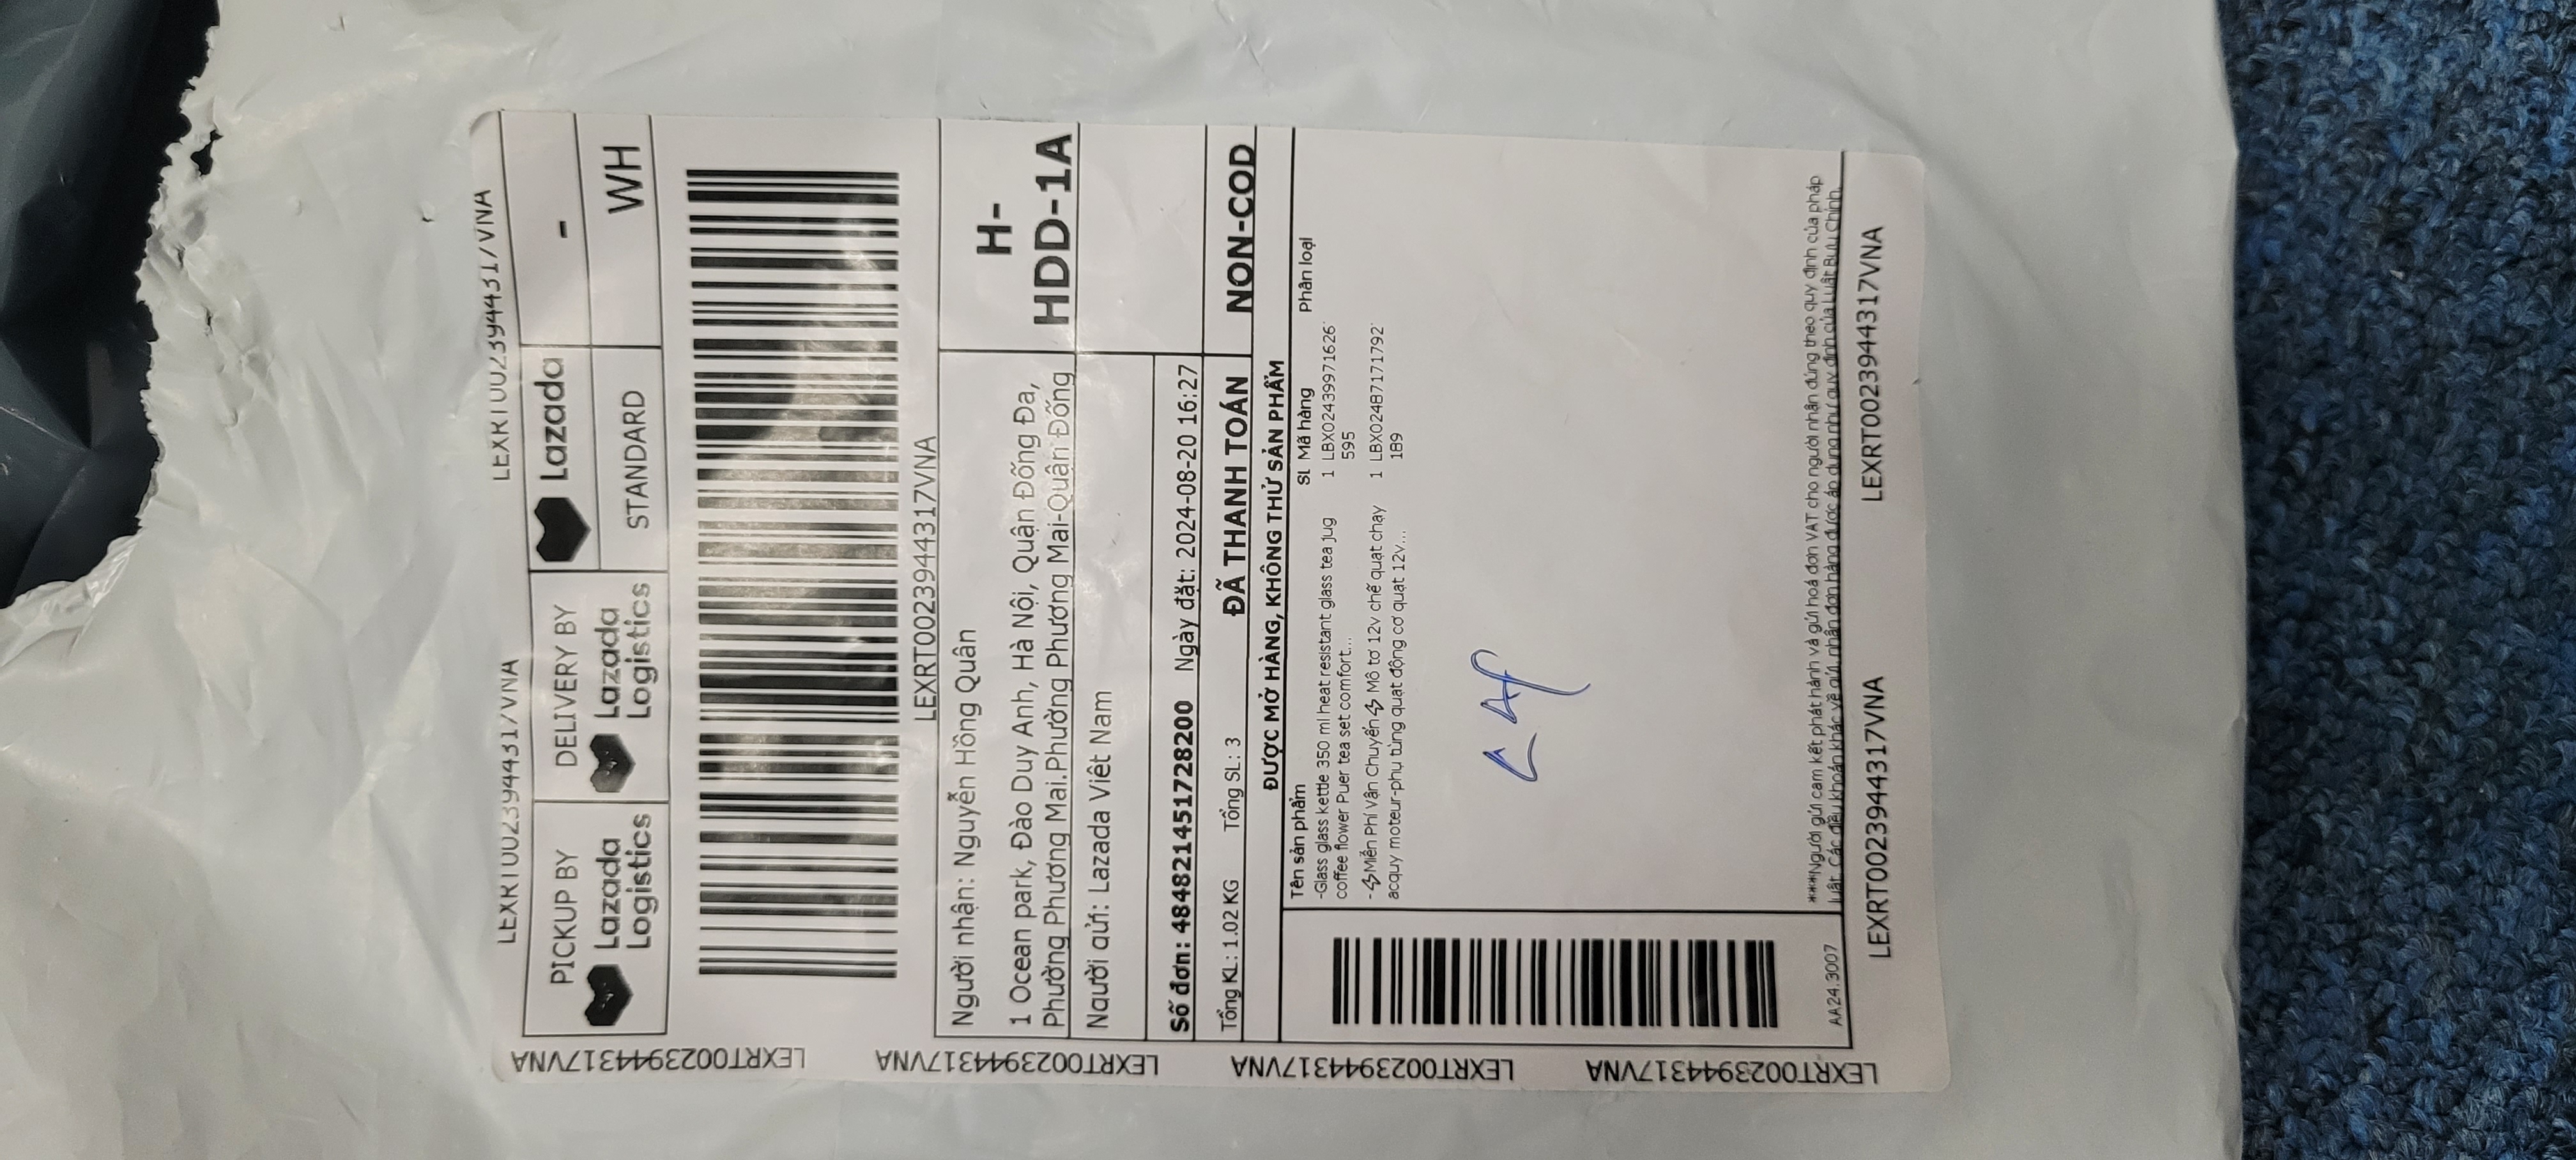 LEXRT0023944317VNA LEXRT0023944317VNA
PICKUP BY
Lazada
Logistics
DELIVERY BY
Lazada
Logistics
Lazada
STANDARD
-
WH
LEXRT0023944317VNA
Người nhận: Nguyễn Hồng Quân
1 Ocean park, Đào Duy Anh, Hà Nội, Quận Đống Đa,
Phường Phương Mai.Phường Phương Mai-Quận Đống
H-
HDD-1A
Người gửi: Lazada Việt Nam
Số đơn: 484821451728200 Ngày đặt: 2024-08-20 16:27
Tổng KL: 1.02 KG Tổng SL: 3 ĐÃ THANH TOÁN NON-COD
ĐƯỢC MỞ HÀNG, KHÔNG THỬ SẢN PHẨM
Tên sản phẩm SL Mã hàng Phân loại
-Glass glass kettle 350 ml heat resistant glass tea jug 1 LBX02439971626
coffee flower Puer tea set comfort... 595
-⚡Miễn Phí Vận Chuyển⚡ Mô tơ 12v chế quạt chạy 1 LBX02487171792
acquy moteur-phụ tùng quạt động cơ quạt 12v... 189
***Người gửi cam kết phát hành và gửi hoá đơn VAT cho người nhận đúng theo quy định của pháp
luật. Các điều khoản khác về gửi, nhận đơn hàng được áp dụng như quy định của Luật Bưu Chính.
AA24.3007
LEXRT0023944317VNA LEXRT0023944317VNA
LEXRT0023944317VNA
LEXRT0023944317VNA
LEXRT0023944317VNA
LEXRT0023944317VNA